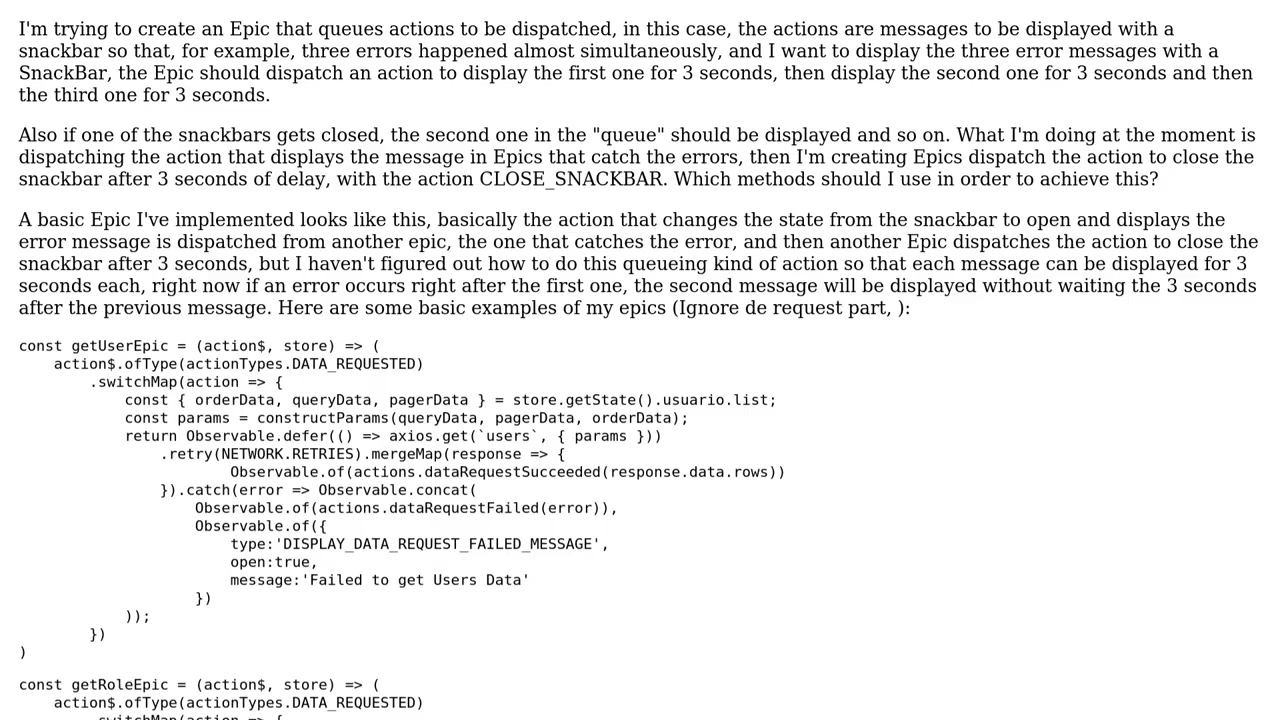 I'm trying to create an Epic that queues actions to be dispatched, in this case, the actions are messages to be displayed with a
snackbar so that, for example, three errors happened almost simultaneously, and I want to display the three error messages with a
SnackBar, the Epic should dispatch an action to display the first one for 3 seconds, then display the second one for 3 seconds and then
the third one for 3 seconds.
Also if one of the snackbars gets closed, the second one in the "queue" should be displayed and so on. What I'm doing at the moment is
dispatching the action that displays the message in Epics that catch the errors, then I'm creating Epics dispatch the action to close the
snackbar after 3 seconds of delay, with the action CLOSE_SNACKBAR. Which methods should I use in order to achieve this?
A basic Epic I've implemented looks like this, basically the action that changes the state from the snackbar to open and displays the
error message is dispatched from another epic, the one that catches the error, and then another Epic dispatches the action to close the
snackbar after 3 seconds, but I haven't figured out how to do this queueing kind of action so that each message can be displayed for 3
seconds each, right now if an error occurs right after the first one, the second message will be displayed without waiting the 3 seconds
after the previous message. Here are some basic examples of my epics (Ignore de request part, ):
const getUserEpic = (action$, store) => (
    action$.ofType(actionTypes.DATA_REQUESTED)
        .switchMap(action => {
            const { orderData, queryData, pagerData } = store.getState().usuario.list;
            const params = constructParams(queryData, pagerData, orderData);
            return Observable.defer(() => axios.get(`users`, { params }))
                .retry(NETWORK.RETRIES).mergeMap(response => {
                        Observable.of(actions.dataRequestSucceeded(response.data.rows))
                }).catch(error => Observable.concat(
                    Observable.of(actions.dataRequestFailed(error)),
                    Observable.of({
                        type:'DISPLAY_DATA_REQUEST_FAILED_MESSAGE',
                        open:true,
                        message:'Failed to get Users Data'
                    })
            ));
        })
)
const getRoleEpic = (action$, store) => (
    action$.ofType(actionTypes.DATA_REQUESTED)
        .switchMap(action => {